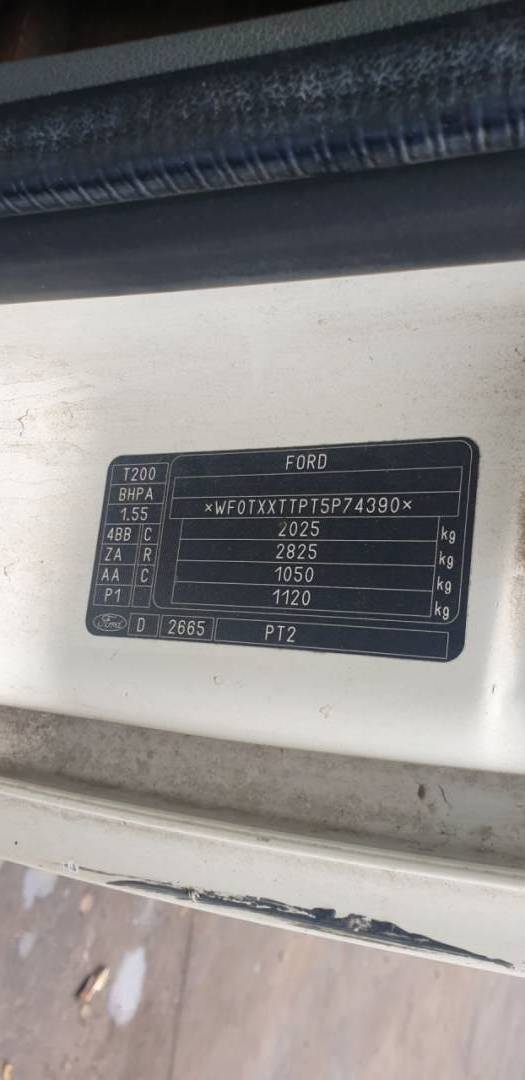 FORD
T200
BHPA
*WF0TXXTTPT5P74390*
1.55
2025 kg
4BB C
2825 kg
ZA R
1050 kg
AA C
1120 kg
P1
Ford D 2665 PT2